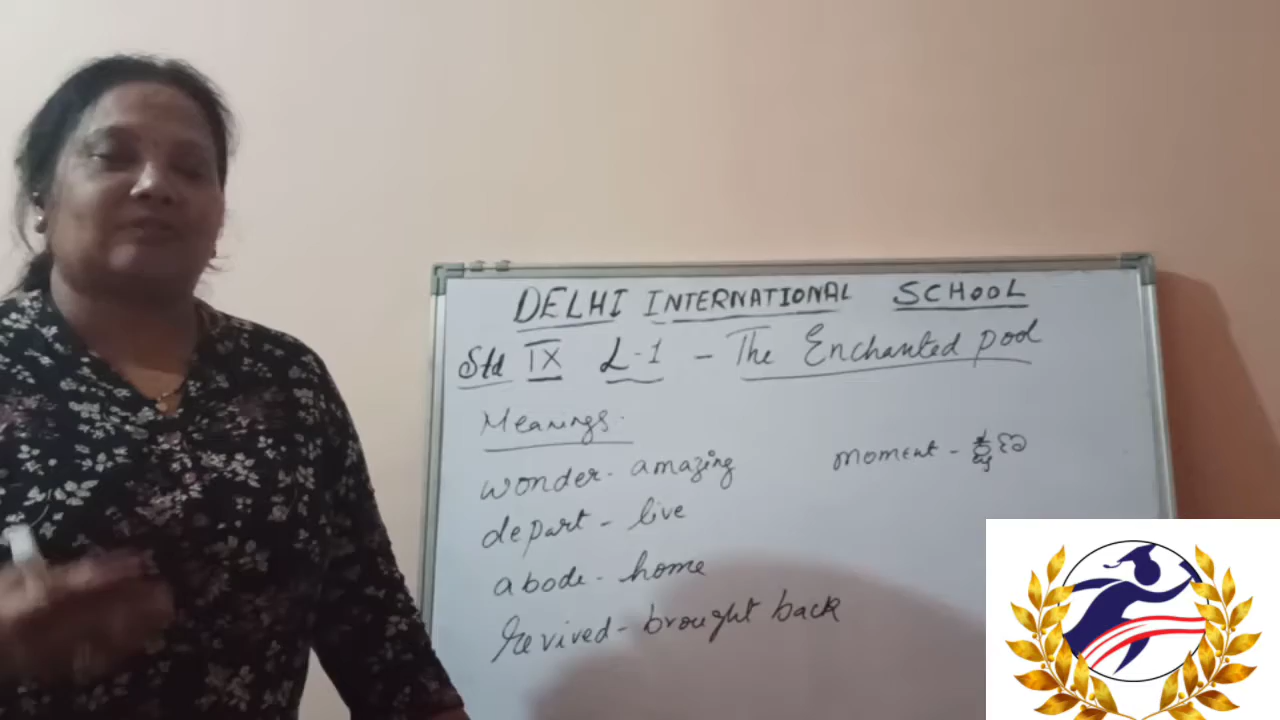 DELHI INTERNATIONAL SCHOOL
Std IX L-1 - The Enchanted pool
Meanings.
wonder - amazing moment - ಕ್ಷಣ
depart - live
abode - home
Revived - brought back